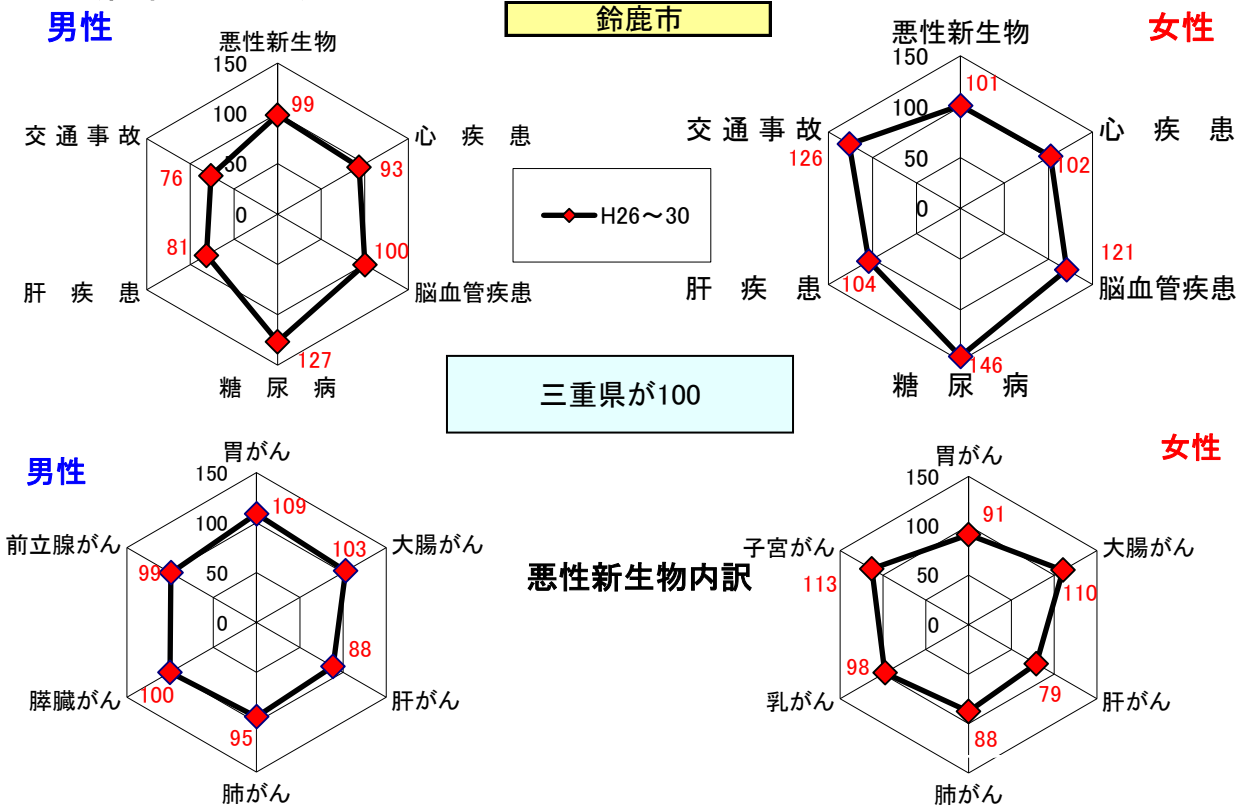 鈴鹿市
男性
悪性新生物
150
100
50
0
99
心 疾 患
93
脳血管疾患
100
糖 尿 病
127
肝 疾 患
81
交 通 事 故
76
H26～30
女性
悪性新生物
150
100
50
0
101
心 疾 患
102
脳血管疾患
121
糖 尿 病
146
肝 疾 患
104
交 通 事 故
126
三重県が100
男性
胃がん
150
100
50
0
109
大腸がん
103
肝がん
88
肺がん
95
膵臓がん
100
前立腺がん
99
悪性新生物内訳
女性
胃がん
150
100
50
0
91
大腸がん
110
肝がん
79
肺がん
88
乳がん
98
子宮がん
113